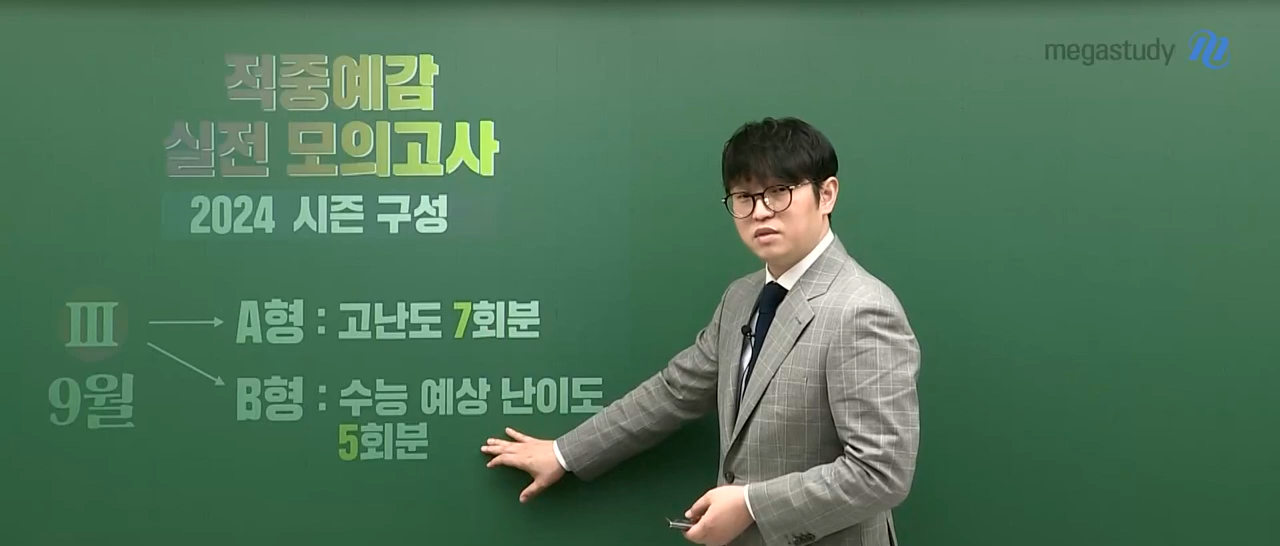 megastudy
적중예감
실전 모의고사
2024 시즌 구성
Ⅲ
9월
A형 : 고난도 7회분
B형 : 수능 예상 난이도
5회분